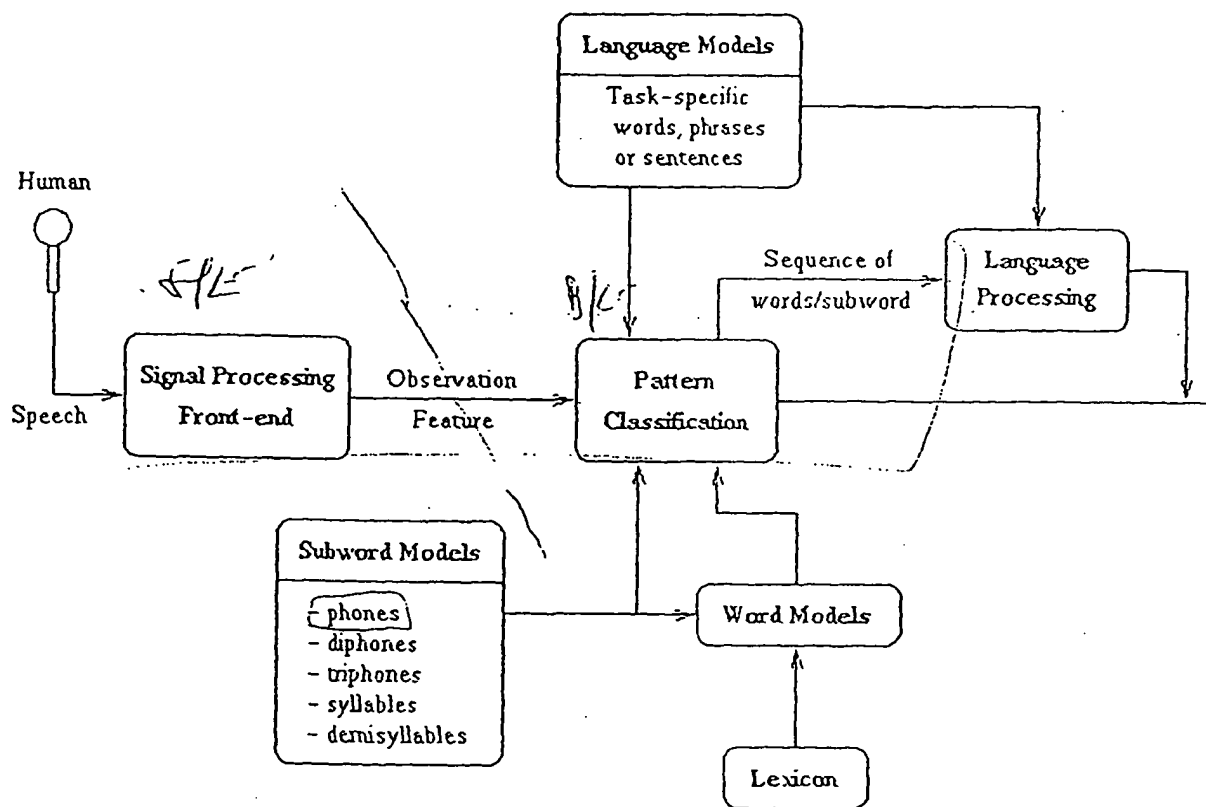 Language Models
Task-specific
words, phrases
or sentences
Human
F/E
B/E
Sequence of
words/subword
Language
Processing
Signal Processing
Front-end
Observation
Feature
Pattern
Classification
Speech
Subword Models
- phones
- diphones
- triphones
- syllables
- demisyllables
Word Models
Lexicon